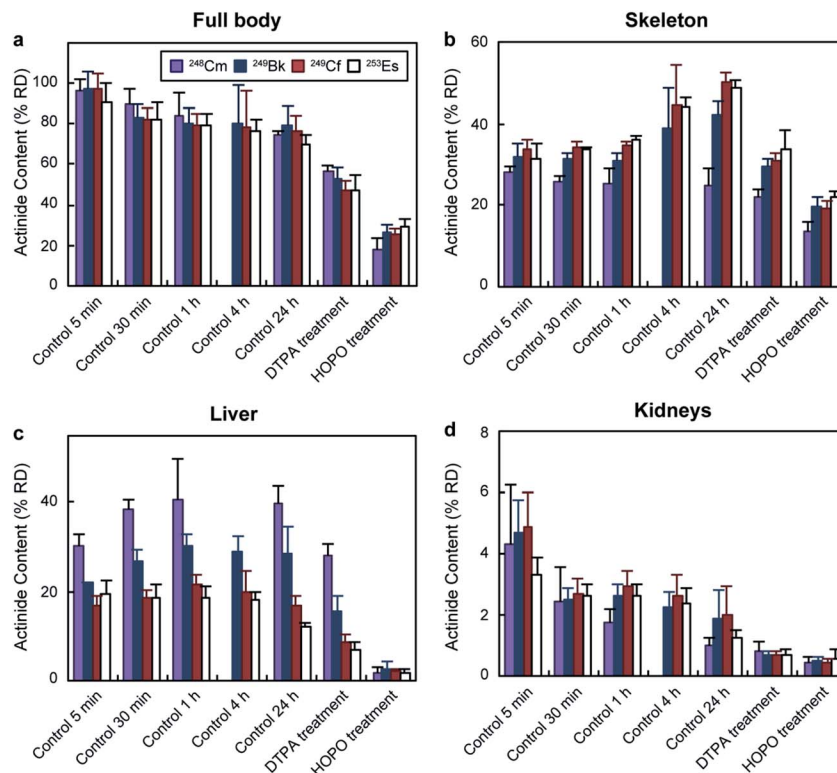 Full body
a
Actinide Content (% RD)
100
80
60
40
20
0
²⁴⁸Cm ²⁴⁹Bk ²⁴⁹Cf ²⁵³Es
Control 5 min
Control 30 min
Control 1 h
Control 4 h
Control 24 h
DTPA treatment
HOPO treatment
Skeleton
b
Actinide Content (% RD)
60
40
20
0
Control 5 min
Control 30 min
Control 1 h
Control 4 h
Control 24 h
DTPA treatment
HOPO treatment
Liver
c
Actinide Content (% RD)
40
20
0
Control 5 min
Control 30 min
Control 1 h
Control 4 h
Control 24 h
DTPA treatment
HOPO treatment
Kidneys
d
Actinide Content (% RD)
8
6
4
2
0
Control 5 min
Control 30 min
Control 1 h
Control 4 h
Control 24 h
DTPA treatment
HOPO treatment